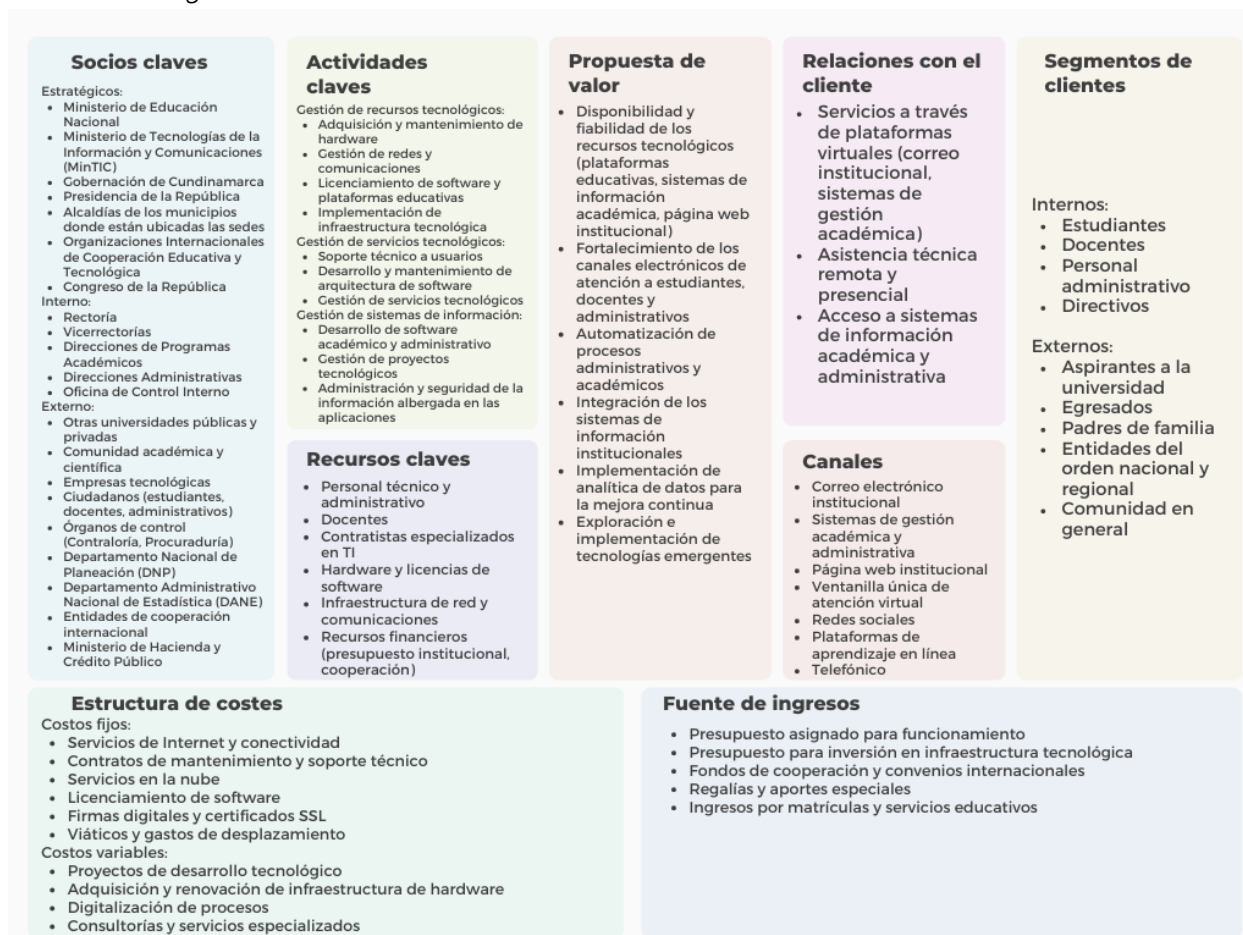 Socios claves
Estratégicos:
• Ministerio de Educación
Nacional
• Ministerio de Tecnologías de la
Información y Comunicaciones
(MinTIC)
• Gobernación de Cundinamarca
• Presidencia de la República
• Alcaldías de los municipios
donde están ubicadas las sedes
• Organizaciones Internacionales
de Cooperación Educativa y
Tecnológica
• Congreso de la República
Interno:
• Rectoría
• Vicerrectorías
• Direcciones de Programas
Académicos
• Direcciones Administrativas
• Oficina de Control Interno
Externo:
• Otras universidades públicas y
privadas
• Comunidad académica y
científica
• Empresas tecnológicas
• Ciudadanos (estudiantes,
docentes, administrativos)
• Órganos de control
(Contraloría, Procuraduría)
• Departamento Nacional de
Planeación (DNP)
• Departamento Administrativo
Nacional de Estadística (DANE)
• Entidades de cooperación
internacional
• Ministerio de Hacienda y
Crédito Público
Actividades
claves
Gestión de recursos tecnológicos:
• Adquisición y mantenimiento de
hardware
• Gestión de redes y
comunicaciones
• Licenciamiento de software y
plataformas educativas
• Implementación de
infraestructura tecnológica
Gestión de servicios tecnológicos:
• Soporte técnico a usuarios
• Desarrollo y mantenimiento de
arquitectura de software
• Gestión de servicios tecnológicos
Gestión de sistemas de información:
• Desarrollo de software
académico y administrativo
• Gestión de proyectos
tecnológicos
• Administración y seguridad de la
información albergada en las
aplicaciones
Recursos claves
• Personal técnico y
administrativo
• Docentes
• Contratistas especializados
en TI
• Hardware y licencias de
software
• Infraestructura de red y
comunicaciones
• Recursos financieros
(presupuesto institucional,
cooperación)
Propuesta de
valor
• Disponibilidad y
fiabilidad de los
recursos tecnológicos
(plataformas
educativas, sistemas de
información
académica, página web
institucional)
• Fortalecimiento de los
canales electrónicos de
atención a estudiantes,
docentes y
administrativos
• Automatización de
procesos
administrativos y
académicos
• Integración de los
sistemas de
información
institucionales
• Implementación de
analítica de datos para
la mejora continua
• Exploración e
implementación de
tecnologías emergentes
Relaciones con el
cliente
• Servicios a través
de plataformas
virtuales (correo
institucional,
sistemas de
gestión
académica)
• Asistencia técnica
remota y
presencial
• Acceso a sistemas
de información
académica y
administrativa
Canales
• Correo electrónico
institucional
• Sistemas de gestión
académica y
administrativa
• Página web institucional
• Ventanilla única de
atención virtual
• Redes sociales
• Plataformas de
aprendizaje en línea
• Telefónico
Segmentos de
clientes
Internos:
• Estudiantes
• Docentes
• Personal
administrativo
• Directivos
Externos:
• Aspirantes a la
universidad
• Egresados
• Padres de familia
• Entidades del
orden nacional y
regional
• Comunidad en
general
Estructura de costes
Costos fijos:
• Servicios de Internet y conectividad
• Contratos de mantenimiento y soporte técnico
• Servicios en la nube
• Licenciamiento de software
• Firmas digitales y certificados SSL
• Viáticos y gastos de desplazamiento
Costos variables:
• Proyectos de desarrollo tecnológico
• Adquisición y renovación de infraestructura de hardware
• Digitalización de procesos
• Consultorías y servicios especializados
Fuente de ingresos
• Presupuesto asignado para funcionamiento
• Presupuesto para inversión en infraestructura tecnológica
• Fondos de cooperación y convenios internacionales
• Regalías y aportes especiales
• Ingresos por matrículas y servicios educativos